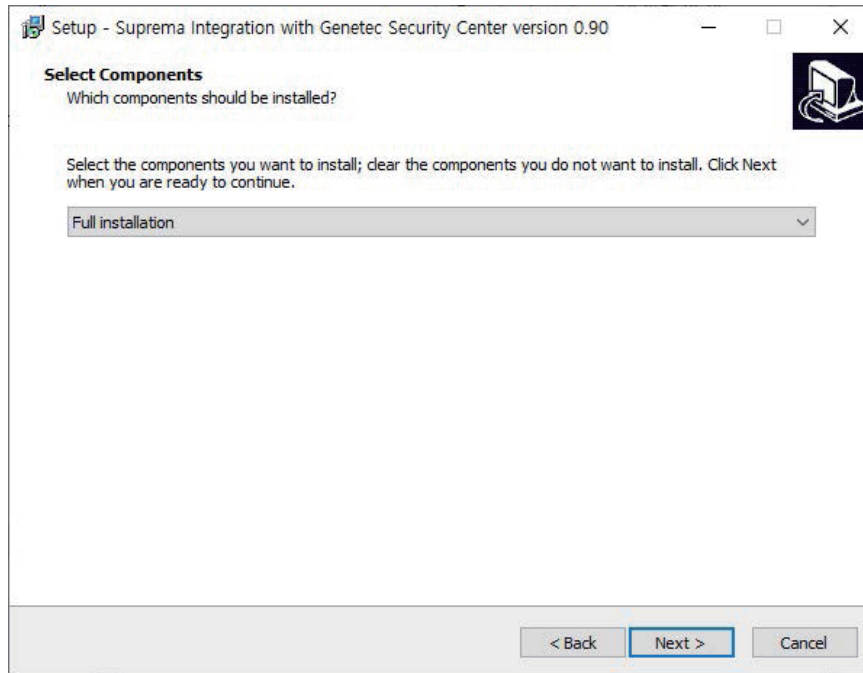 Setup - Suprema Integration with Genetec Security Center version 0.90
Select Components
Which components should be installed?
Select the components you want to install; clear the components you do not want to install. Click Next
when you are ready to continue.
Full installation
< Back
Next >
Cancel